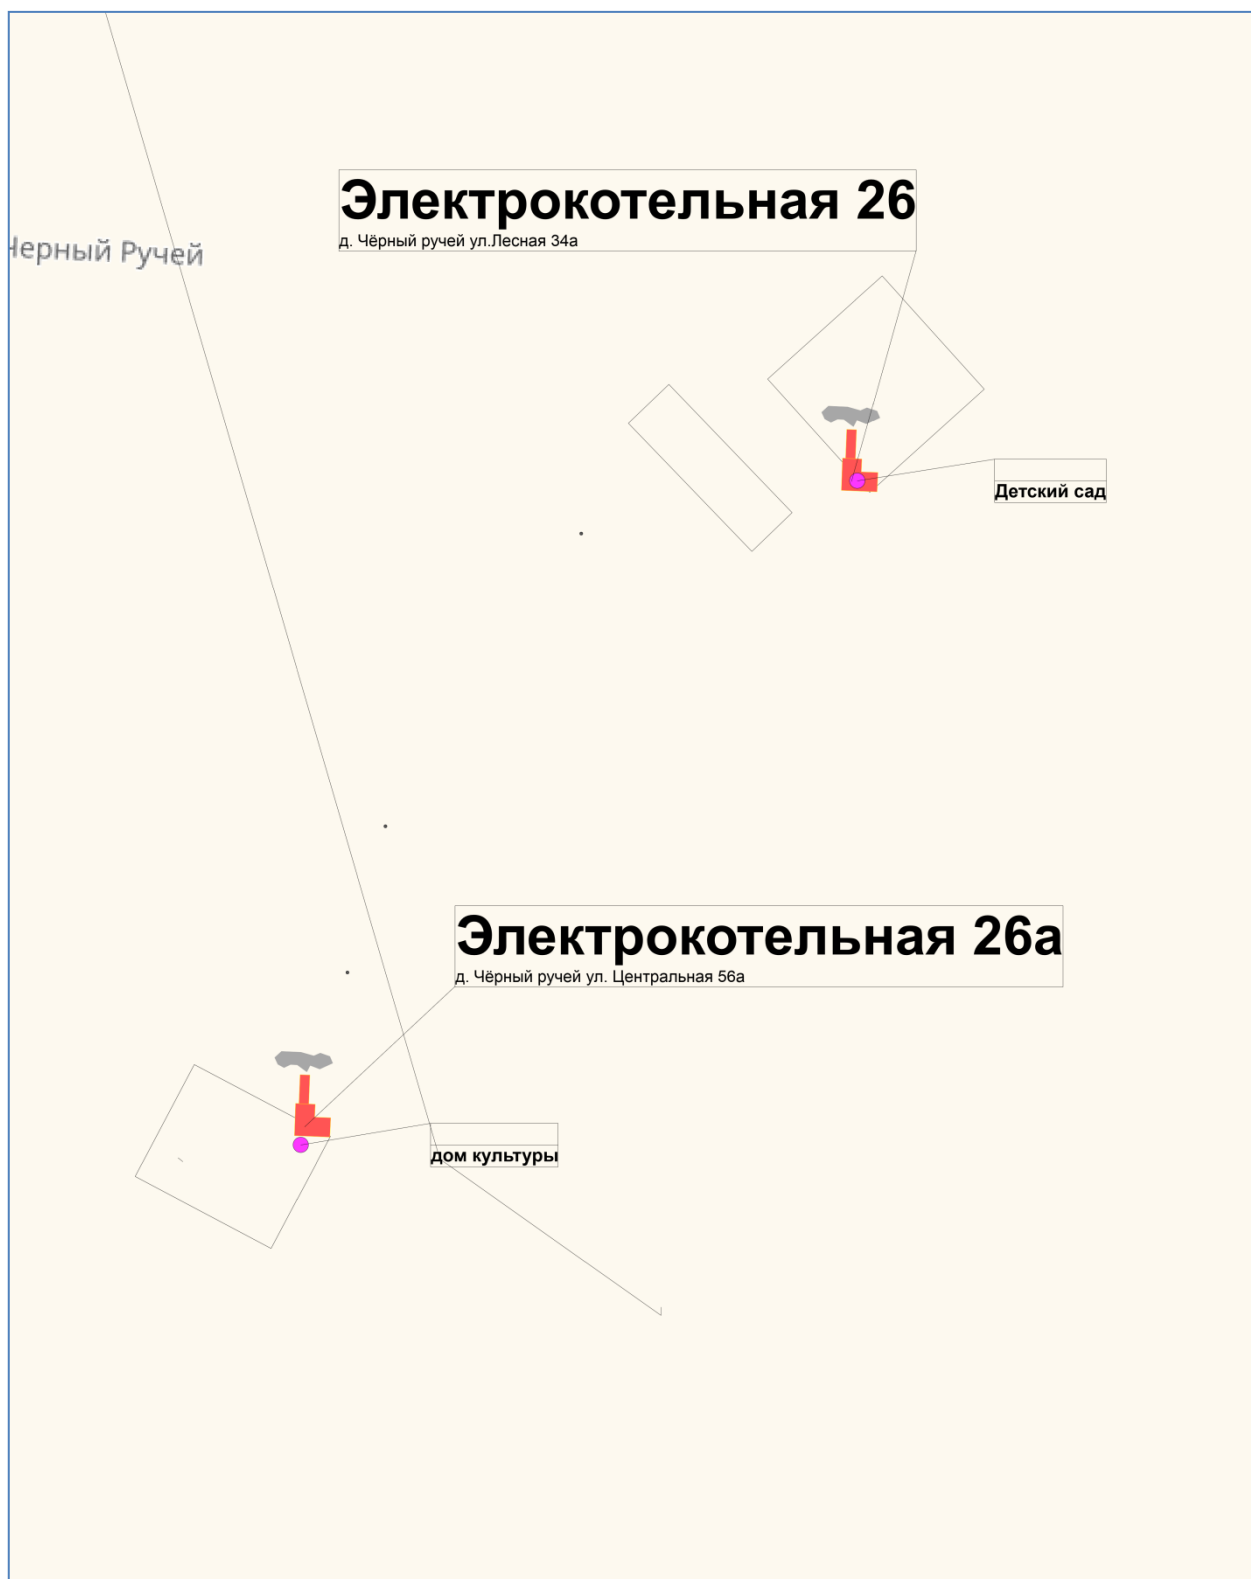 Электрокотельная 26
д. Чёрный ручей ул.Лесная 34а
Черный Ручей
Детский сад
Электрокотельная 26а
д. Чёрный ручей ул. Центральная 56а
дом культуры